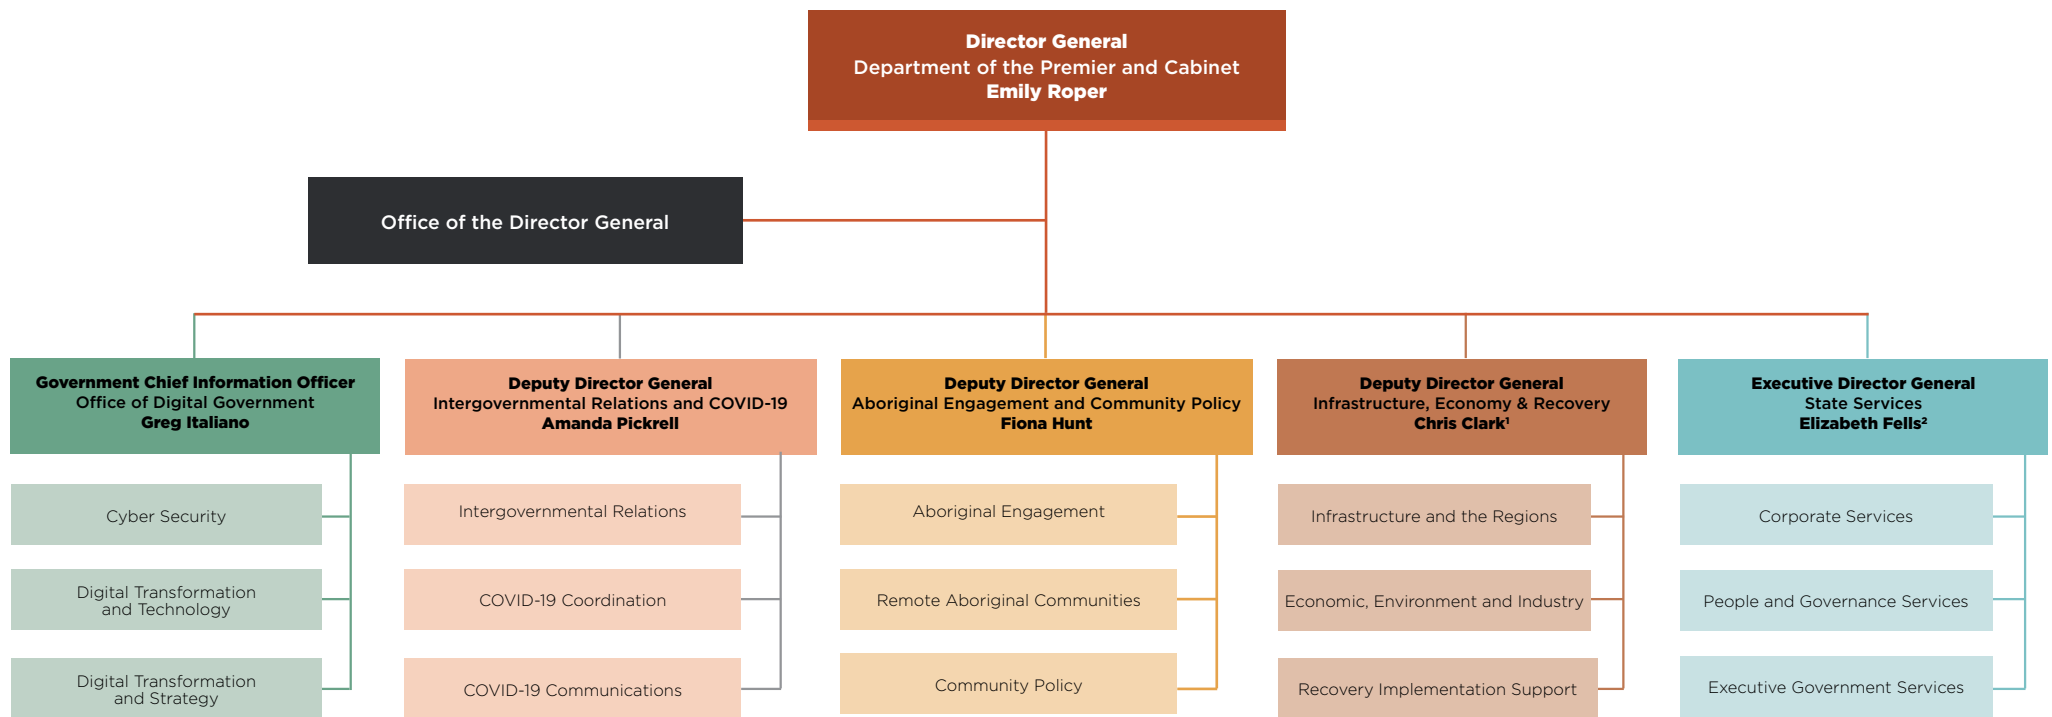 Director General
Department of the Premier and Cabinet
Emily Roper
Office of the Director General
Government Chief Information Officer
Office of Digital Government
Greg Italiano
Cyber Security
Digital Transformation
and Technology
Digital Transformation
and Strategy
Deputy Director General
Intergovernmental Relations and COVID-19
Amanda Pickrell
Intergovernmental Relations
COVID-19 Coordination
COVID-19 Communications
Deputy Director General
Aboriginal Engagement and Community Policy
Fiona Hunt
Aboriginal Engagement
Remote Aboriginal Communities
Community Policy
Deputy Director General
Infrastructure, Economy & Recovery
Chris Clark¹
Infrastructure and the Regions
Economic, Environment and Industry
Recovery Implementation Support
Executive Director General
State Services
Elizabeth Fells²
Corporate Services
People and Governance Services
Executive Government Services